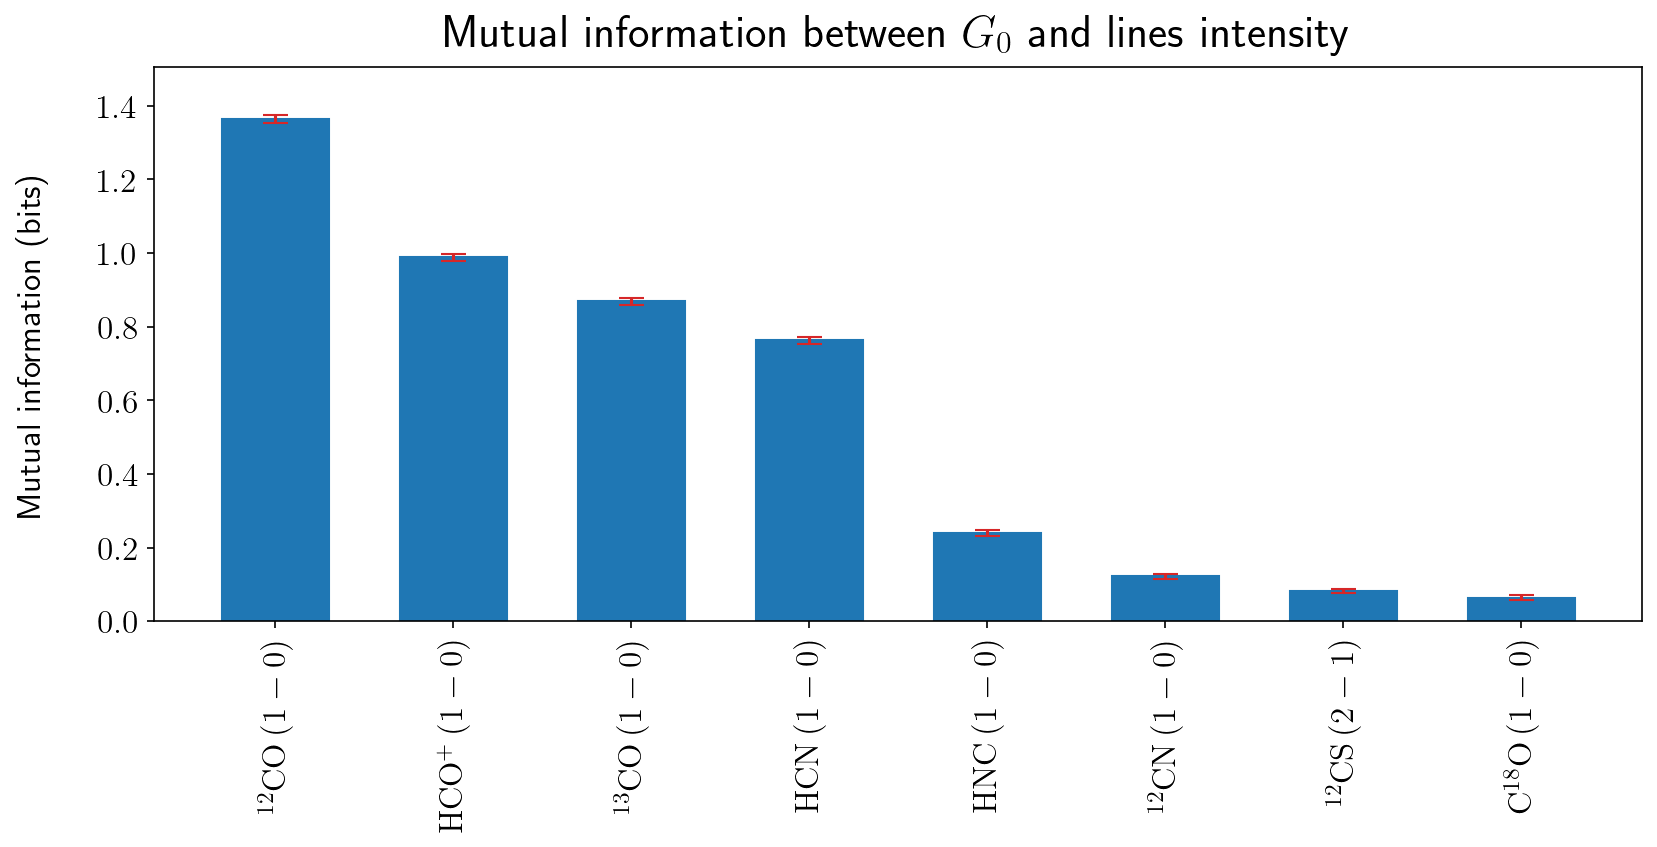 Mutual information between G₀ and lines intensity
Mutual information (bits)
1.4
1.2
1.0
0.8
0.6
0.4
0.2
0.0
¹²CO (1 − 0)
HCO⁺ (1 − 0)
¹³CO (1 − 0)
HCN (1 − 0)
HNC (1 − 0)
¹²CN (1 − 0)
¹²CS (2 − 1)
C¹⁸O (1 − 0)